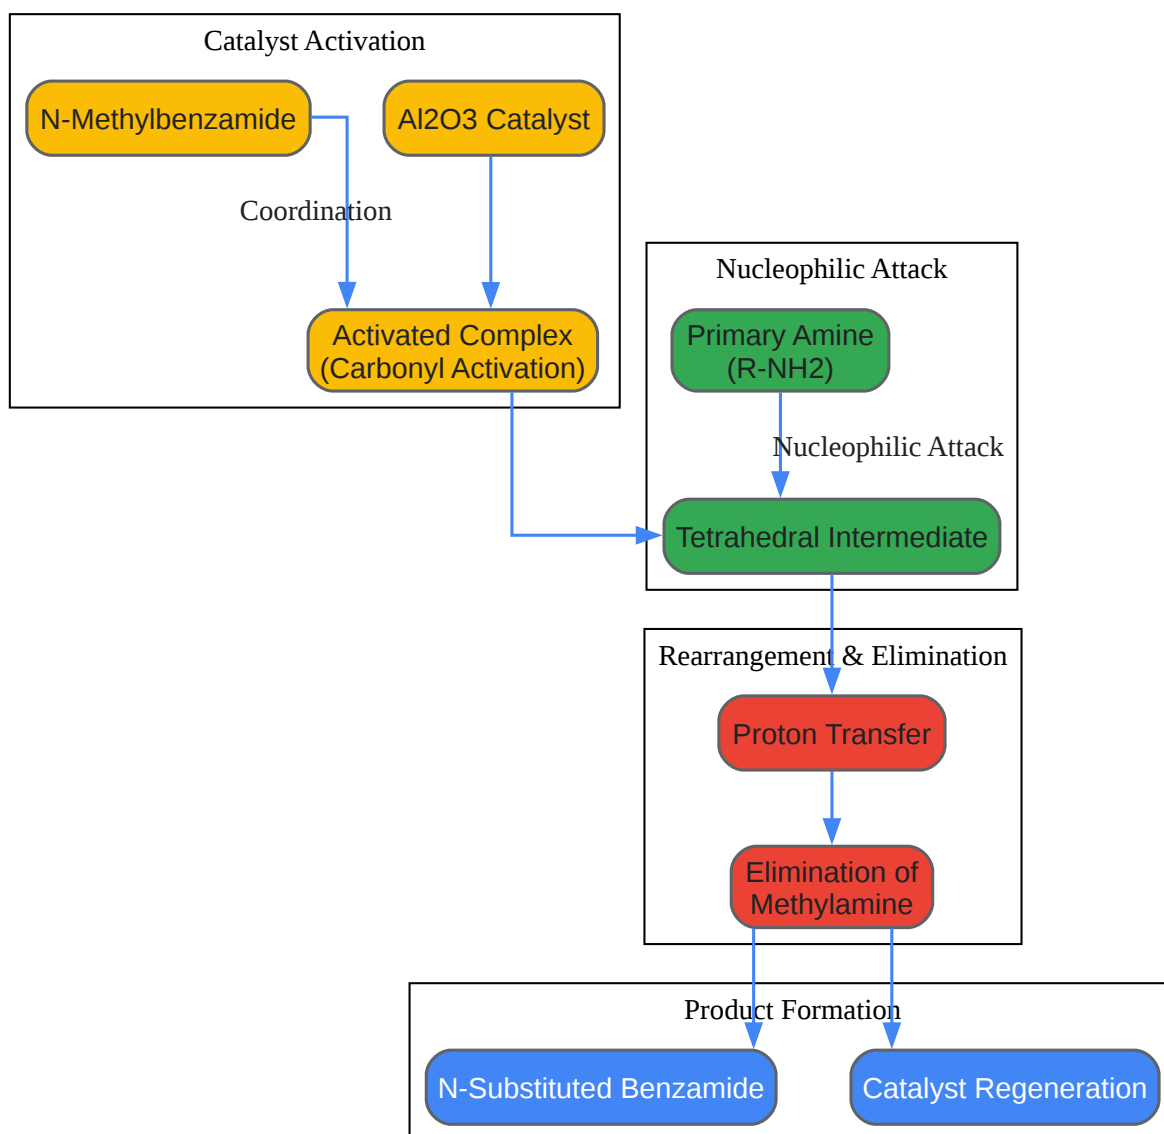 Catalyst Activation
N-Methylbenzamide
Al2O3 Catalyst
Coordination
Activated Complex
(Carbonyl Activation)
Nucleophilic Attack
Primary Amine
(R-NH2)
Nucleophilic Attack
Tetrahedral Intermediate
Rearrangement & Elimination
Proton Transfer
Elimination of
Methylamine
Product Formation
N-Substituted Benzamide
Catalyst Regeneration